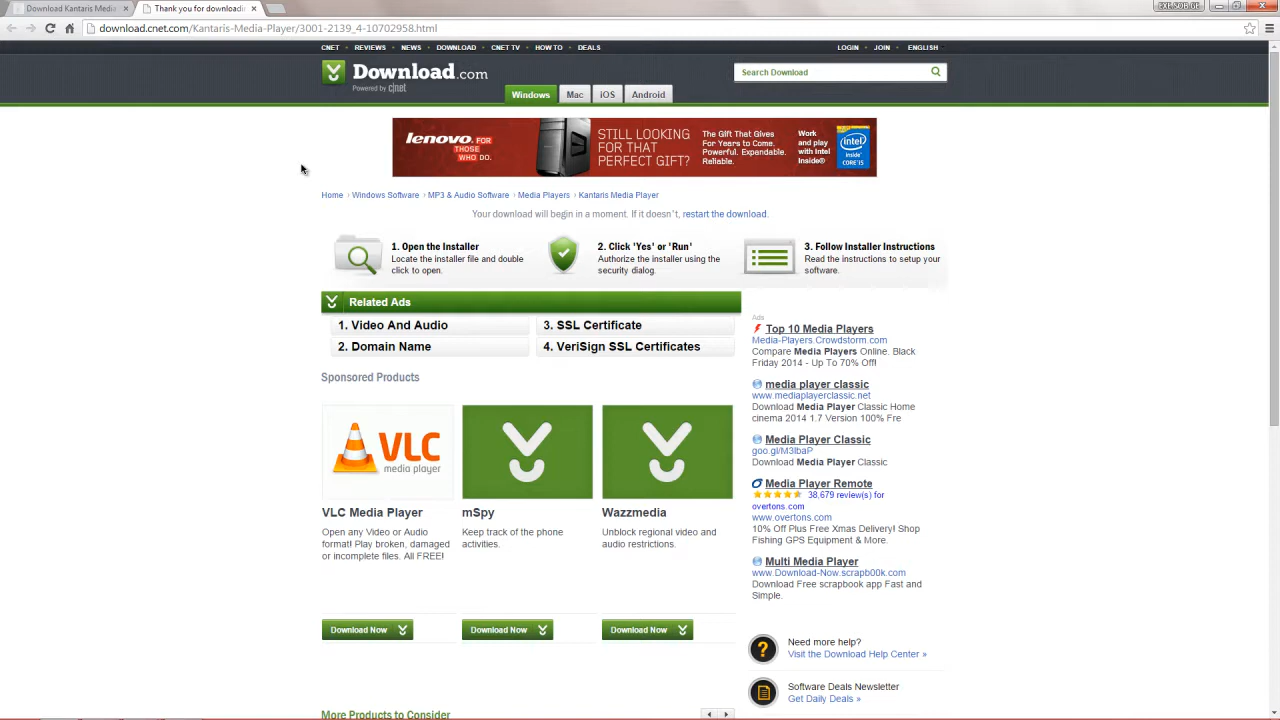 Download Kantaris Media
Thank you for downloadin
download.cnet.com/Kantaris-Media-Player/3001-2139_4-10702958.html
CNET REVIEWS NEWS DOWNLOAD CNET TV HOW TO DEALS
LOGIN JOIN ENGLISH
Download.com
Powered by c|net
Search Download
Windows Mac iOS Android
lenovo FOR THOSE WHO DO.
STILL LOOKING
FOR THAT
PERFECT GIFT?
The Gift That Gives
For Years to Come.
Powerful. Expandable.
Reliable.
Work
and play
with Intel
Inside®
intel
inside
CORE i5
Home › Windows Software › MP3 & Audio Software › Media Players › Kantaris Media Player
Your download will begin in a moment. If it doesn't, restart the download.
1. Open the Installer
Locate the installer file and double
click to open.
2. Click 'Yes' or 'Run'
Authorize the installer using the
security dialog.
3. Follow Installer Instructions
Read the instructions to setup your
software.
Related Ads
1. Video And Audio
2. Domain Name
3. SSL Certificate
4. VeriSign SSL Certificates
Sponsored Products
VLC
media player
VLC Media Player
Open any Video or Audio
format! Play broken, damaged
or incomplete files. All FREE!
Download Now
mSpy
Keep track of the phone
activities.
Download Now
Wazzmedia
Unblock regional video and
audio restrictions.
Download Now
More Products to Consider
Ads
Top 10 Media Players
Media-Players.Crowdstorm.com
Compare Media Players Online. Black
Friday 2014 - Up To 70% Off!
media player classic
www.mediaplayerclassic.net
Download Media Player Classic Home
cinema 2014 1.7 Version 100% Fre
Media Player Classic
goo.gl/M3lbaP
Download Media Player Classic
Media Player Remote
38,679 review(s) for
overtons.com
www.overtons.com
10% Off Plus Free Xmas Delivery! Shop
Fishing GPS Equipment & More.
Multi Media Player
www.Download-Now.scrapb00k.com
Download Free scrapbook app Fast and
Simple.
Need more help?
Visit the Download Help Center »
Software Deals Newsletter
Get Daily Deals »